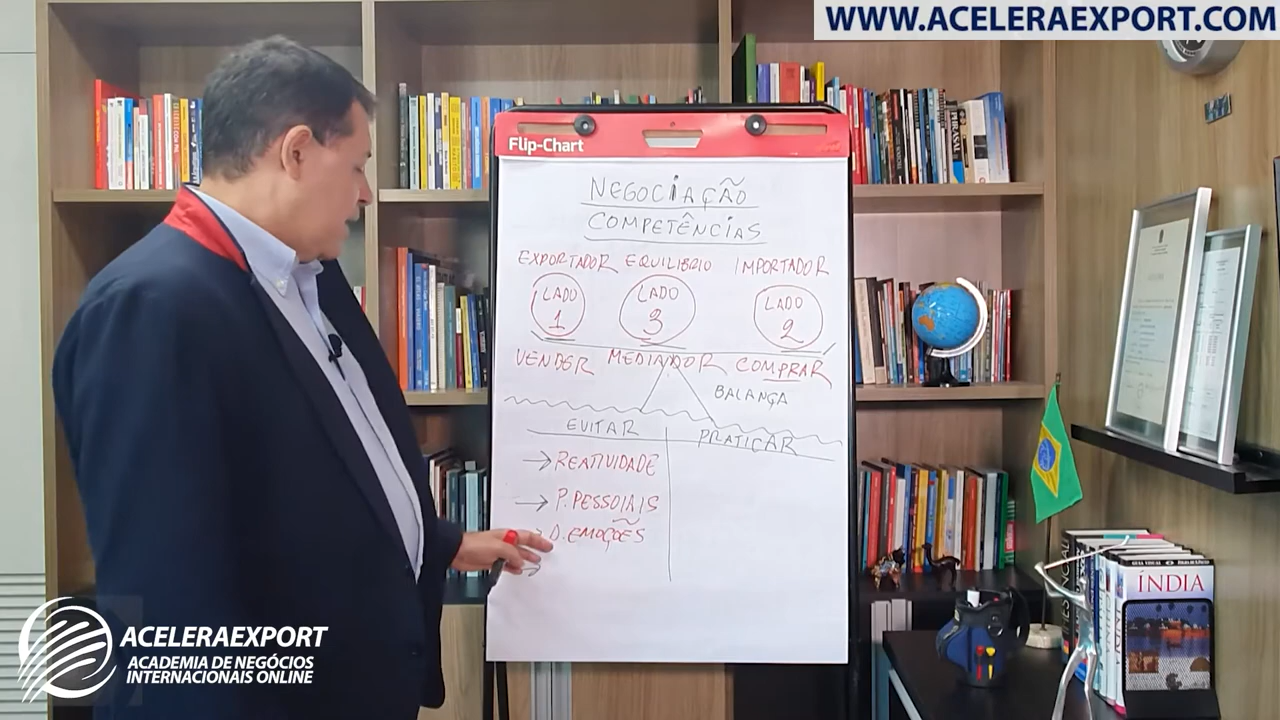 WWW.ACELERAEXPORT.COM
Flip-Chart
NEGOCIAÇÃO
COMPETÊNCIAS
EXPORTADOR EQUILIBRIO IMPORTADOR
LADO 1
LADO 3
LADO 2
VENDER MEDIADOR COMPRAR
BALANÇA
EVITAR PRATICAR
→ REATIVIDADE
→ P. PESSOIAIS
→ D. EMOÇÕES
→
ÍNDIA
ACELERAEXPORT
ACADEMIA DE NEGÓCIOS
INTERNACIONAIS ONLINE